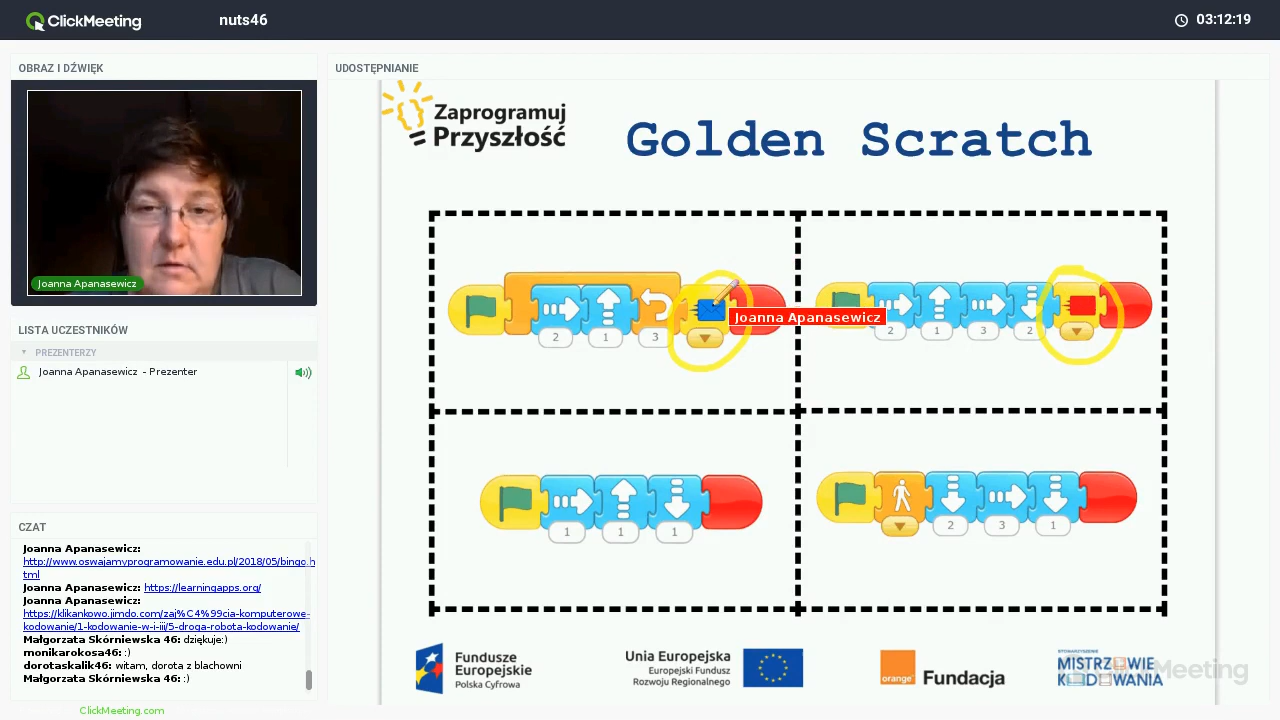 ClickMeeting
nuts46
03:12:19
OBRAZ I DŹWIĘK
UDOSTĘPNIANIE
Joanna Apanasewicz
LISTA UCZESTNIKÓW
PREZENTERZY
Joanna Apanasewicz - Prezenter
CZAT
Joanna Apanasewicz:
http://www.oswajamyprogramowanie.edu.pl/2018/05/bingo.h
tml
Joanna Apanasewicz: https://learningapps.org/
Joanna Apanasewicz:
https://klikankowo.jimdo.com/zaj%C4%99cia-komputerowe-
kodowanie/1-kodowanie-w-i-iii/5-droga-robota-kodowanie/
Małgorzata Skórniewska 46: dziękuje:)
monikarokosa46: :)
dorotaskalik46: witam, dorota z blachowni
Małgorzata Skórniewska 46: :)
ClickMeeting.com
Zaprogramuj
Przyszłość
Golden Scratch
2 1 3
Joanna Apanasewicz
2 1 3 2
1 1 1
2 3 1
Fundusze
Europejskie
Polska Cyfrowa
Unia Europejska
Europejski Fundusz
Rozwoju Regionalnego
orange
Fundacja
STOWARZYSZENIE
MISTRZOWIE
KODOWANIA